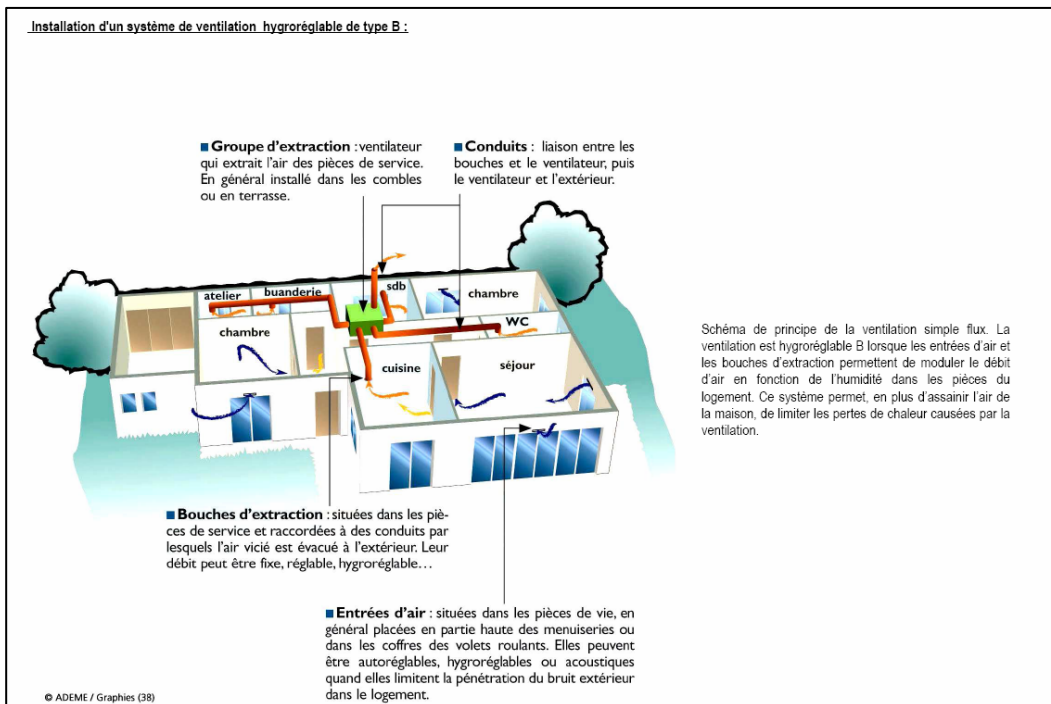 Installation d'un système de ventilation hygroréglable de type B :
■ Groupe d'extraction : ventilateur
qui extrait l'air des pièces de service.
En général installé dans les combles
ou en terrasse.
■ Conduits : liaison entre les
bouches et le ventilateur, puis
le ventilateur et l'extérieur.
atelier
buanderie
sdb
chambre
chambre
WC
cuisine
séjour
Schéma de principe de la ventilation simple flux. La
ventilation est hygroréglable B lorsque les entrées d'air et
les bouches d'extraction permettent de moduler le débit
d'air en fonction de l'humidité dans les pièces du
logement. Ce système permet, en plus d'assainir l'air de
la maison, de limiter les pertes de chaleur causées par la
ventilation.
■ Bouches d'extraction : situées dans les piè-
ces de service et raccordées à des conduits par
lesquels l'air vicié est évacué à l'extérieur. Leur
débit peut être fixe, réglable, hygroréglable...
■ Entrées d'air : situées dans les pièces de vie, en
général placées en partie haute des menuiseries ou
dans les coffres des volets roulants. Elles peuvent
être autoréglables, hygroréglables ou acoustiques
quand elles limitent la pénétration du bruit extérieur
dans le logement.
© ADEME / Graphies (38)